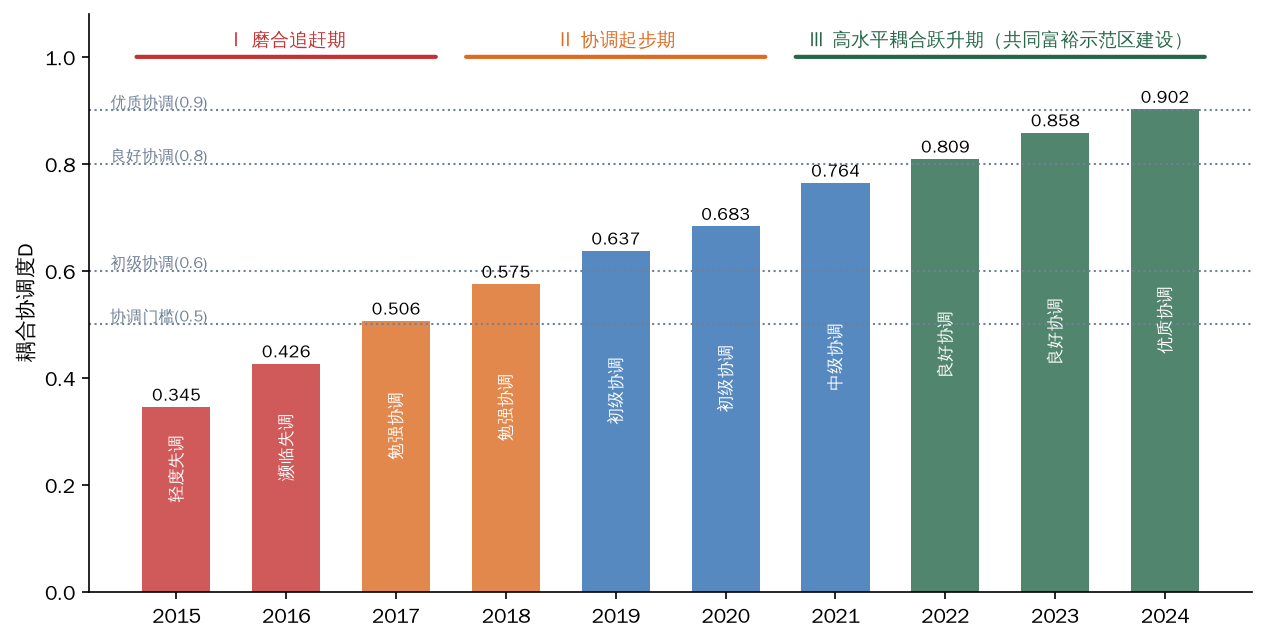 Ⅰ 磨合追赶期
Ⅱ 协调起步期
Ⅲ 高水平耦合跃升期（共同富裕示范区建设）
耦合协调度D
1.0
0.8
0.6
0.4
0.2
0.0
优质协调(0.9)
良好协调(0.8)
初级协调(0.6)
协调门槛(0.5)
0.345
0.426
0.506
0.575
0.637
0.683
0.764
0.809
0.858
0.902
轻度失调
濒临失调
勉强协调
勉强协调
初级协调
初级协调
中级协调
良好协调
良好协调
优质协调
2015
2016
2017
2018
2019
2020
2021
2022
2023
2024